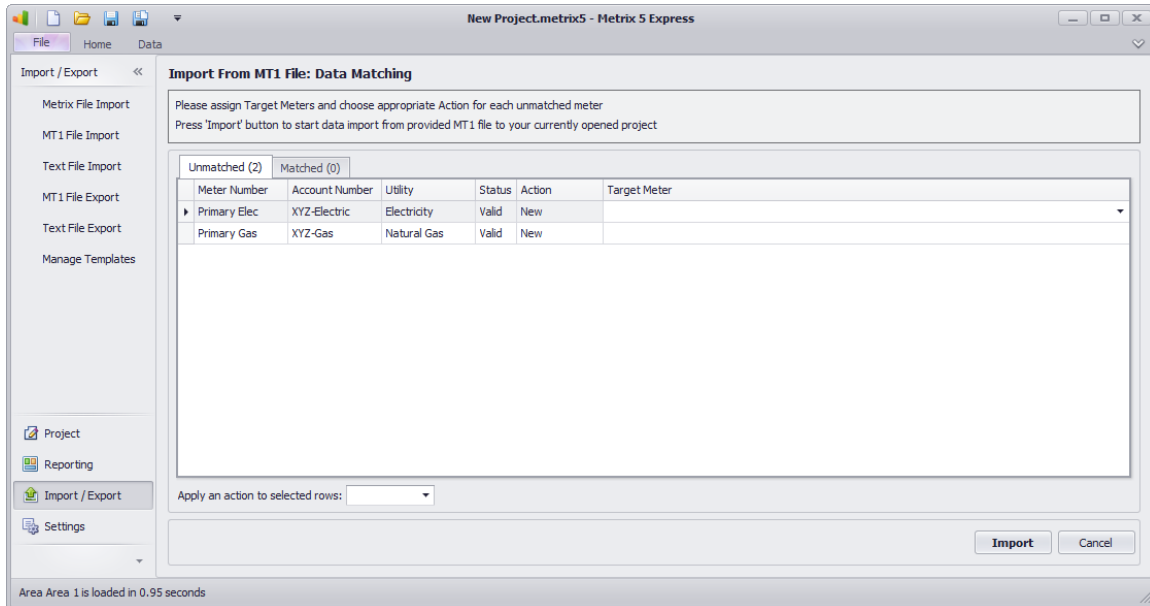 New Project.metrix5 - Metrix 5 Express
File Home Data
Import / Export
Metrix File Import
MT1 File Import
Text File Import
MT1 File Export
Text File Export
Manage Templates
Project
Reporting
Import / Export
Settings
Import From MT1 File: Data Matching
Please assign Target Meters and choose appropriate Action for each unmatched meter
Press 'Import' button to start data import from provided MT1 file to your currently opened project
Unmatched (2) Matched (0)
Meter Number Account Number Utility Status Action Target Meter
Primary Elec XYZ-Electric Electricity Valid New
Primary Gas XYZ-Gas Natural Gas Valid New
Apply an action to selected rows:
Import Cancel
Area Area 1 is loaded in 0.95 seconds